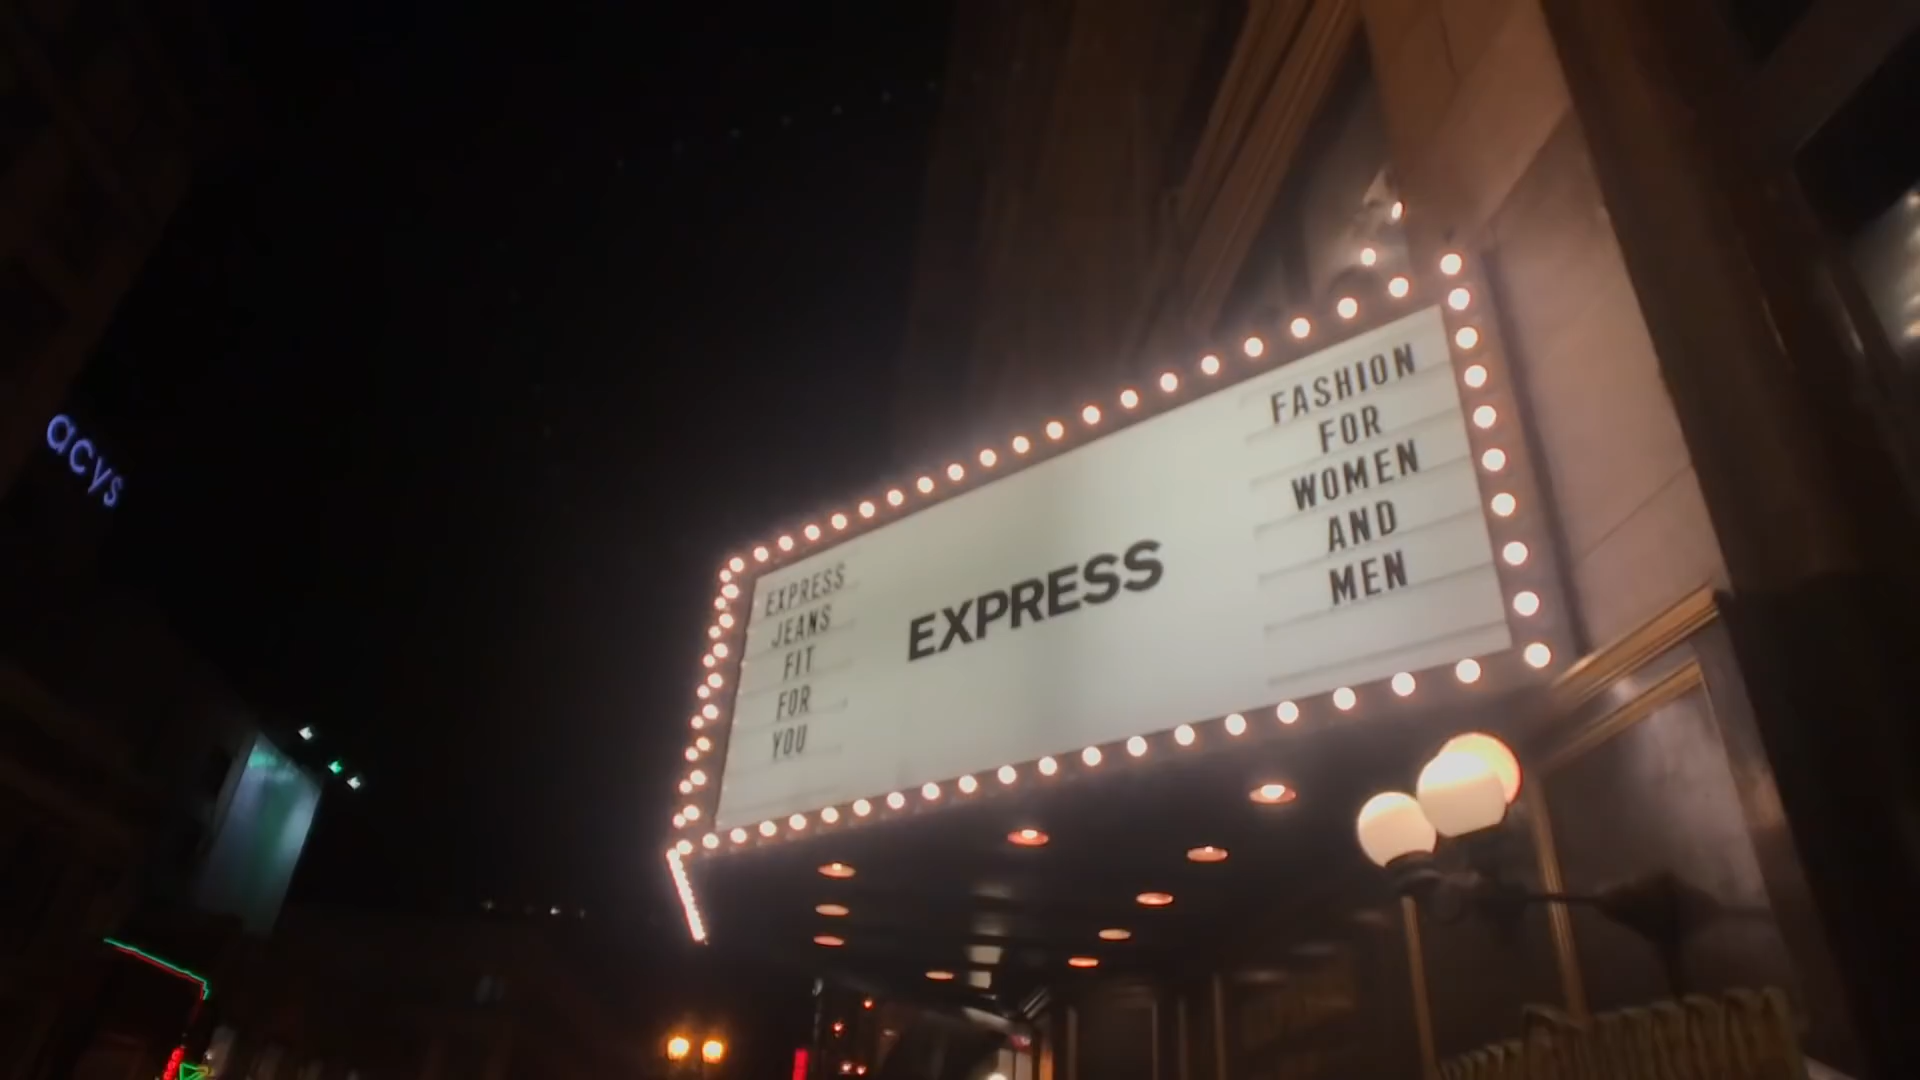 acys
EXPRESS
JEANS
FIT
FOR
YOU
EXPRESS
FASHION
FOR
WOMEN
AND
MEN